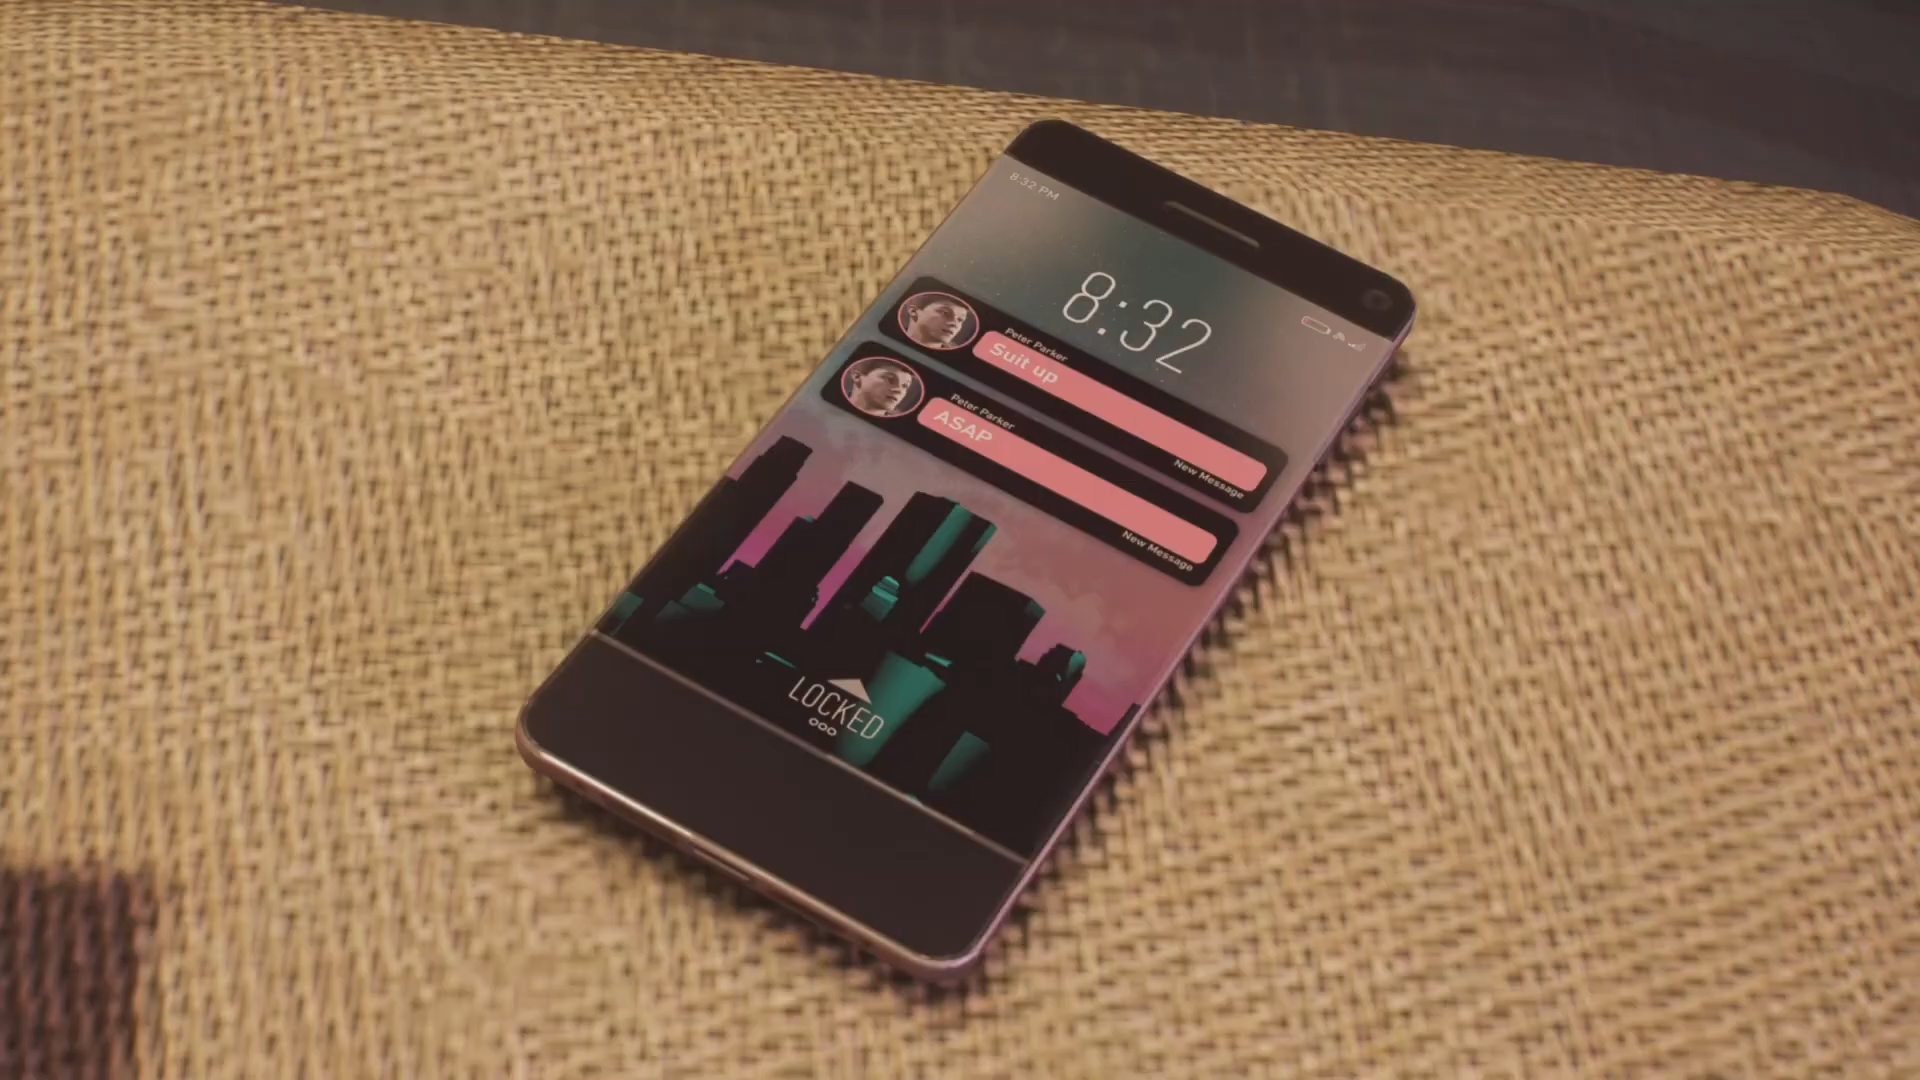 8:32 PM
8:32
Peter Parker
Suit up
New Message
Peter Parker
ASAP
New Message
LOCKED